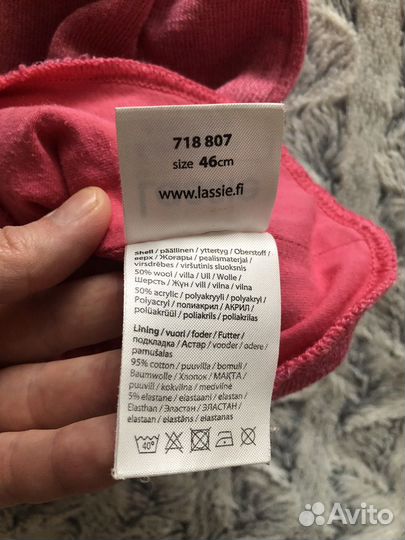 718 807
size 46cm
www.lassie.fi
Shell / päällinen / yttertyg / Oberstoff /
верх / Жоғары / pealismaterjal /
virsdrēbes / viršutinis sluoksnis
50% wool / villa / Ull / Wolle /
Шерсть / Жүн / vill / vilna / vilna
50% acrylic / polyakryyli / polyakryl /
Polyacryl / полиакрил / АКРИЛ /
polüakrüül / poliakrils / poliakrilas
Lining / vuori / foder / Futter /
подкладка / Астар / vooder / odere /
pamušalas
95% cotton / puuvilla / bomull /
Baumwolle / Хлопок / МАҚТА /
puuvill / kokvilna / medvilnė
5% elastane / elastaani / elastan /
Elasthan / Эластан / ЭЛАСТАН /
elastaan / elastāns / elastanas
40°
Avito